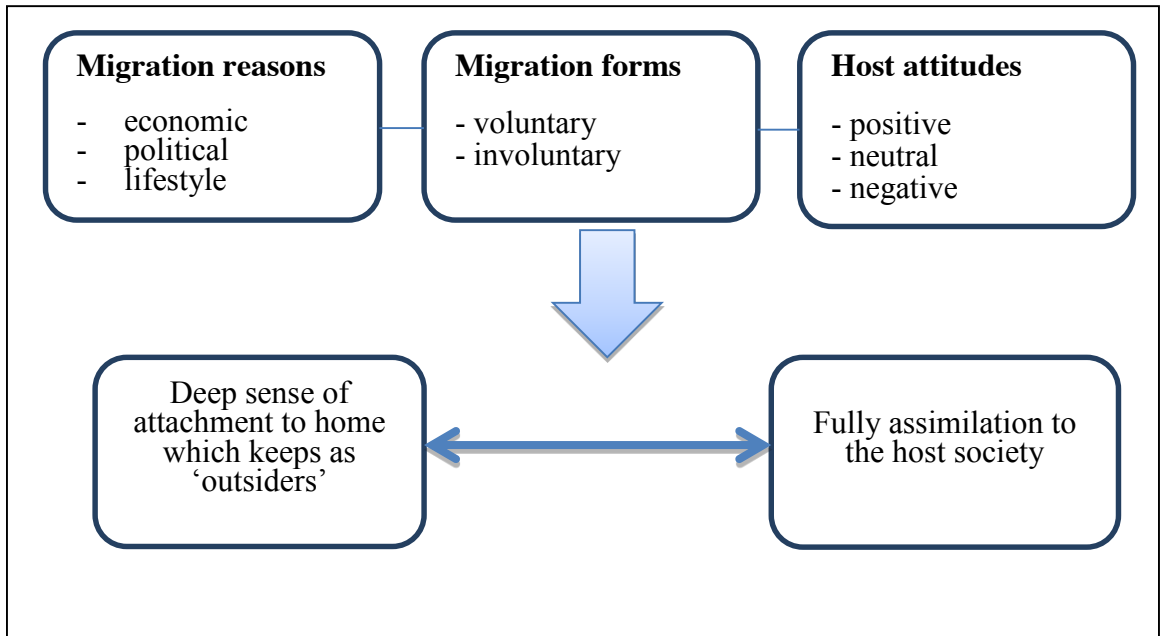 Migration reasons
- economic
- political
- lifestyle
Migration forms
- voluntary
- involuntary
Host attitudes
- positive
- neutral
- negative
Deep sense of
attachment to home
which keeps as
‘outsiders’
Fully assimilation to
the host society